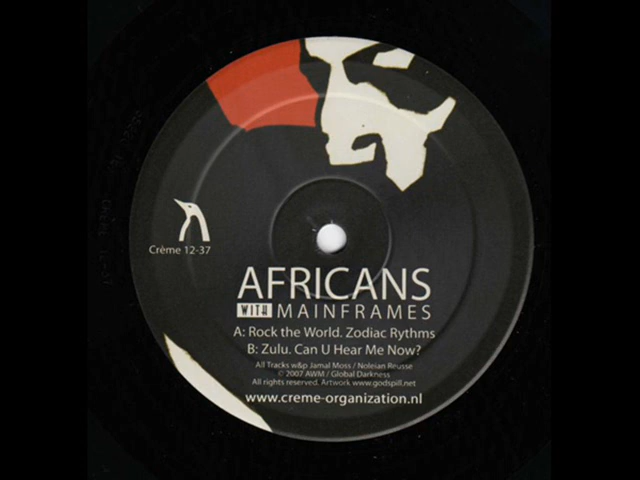 Crème 12-37
AFRICANS
WITH MAINFRAMES
A: Rock the World. Zodiac Rythms
B: Zulu. Can U Hear Me Now?
All Tracks w&p Jamal Moss / Noleian Reusse
© 2007 AWM / Global Darkness
All rights reserved. Artwork www.godspill.net
www.creme-organization.nl